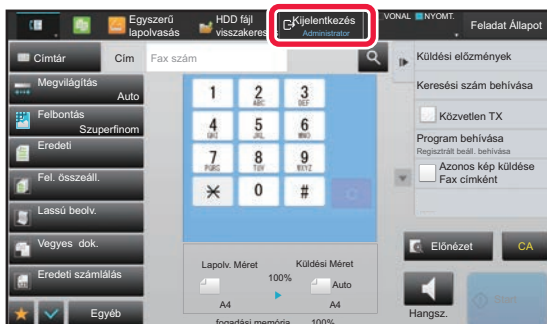 Egyszerű lapolvasás
HDD fájl
Kijelentkezés
Administrator
VONAL
NYOMT.
Feladat Állapot
Címtár
Cím
Fax szám
Megvilágítás
Auto
Felbontás
Szuperfinom
Eredeti
Fel. összeáll.
Lassú beolv.
Vegyes dok.
Eredeti számlálás
Egyéb
1
2 ABC
3 DEF
4 GHI
5 JKL
6 MNO
7 PQRS
8 TUV
9 WXYZ
0
#
Lapolv. Méret
100%
Küldési Méret
Auto
A4
A4
fogadási memória 100%
Küldési előzmények
Keresési szám behívása
Közvetlen TX
Program behívása
Regisztrált beáll. behívása
Azonos kép küldése
Fax címként
Előnézet
CA
Hangsz.
Start